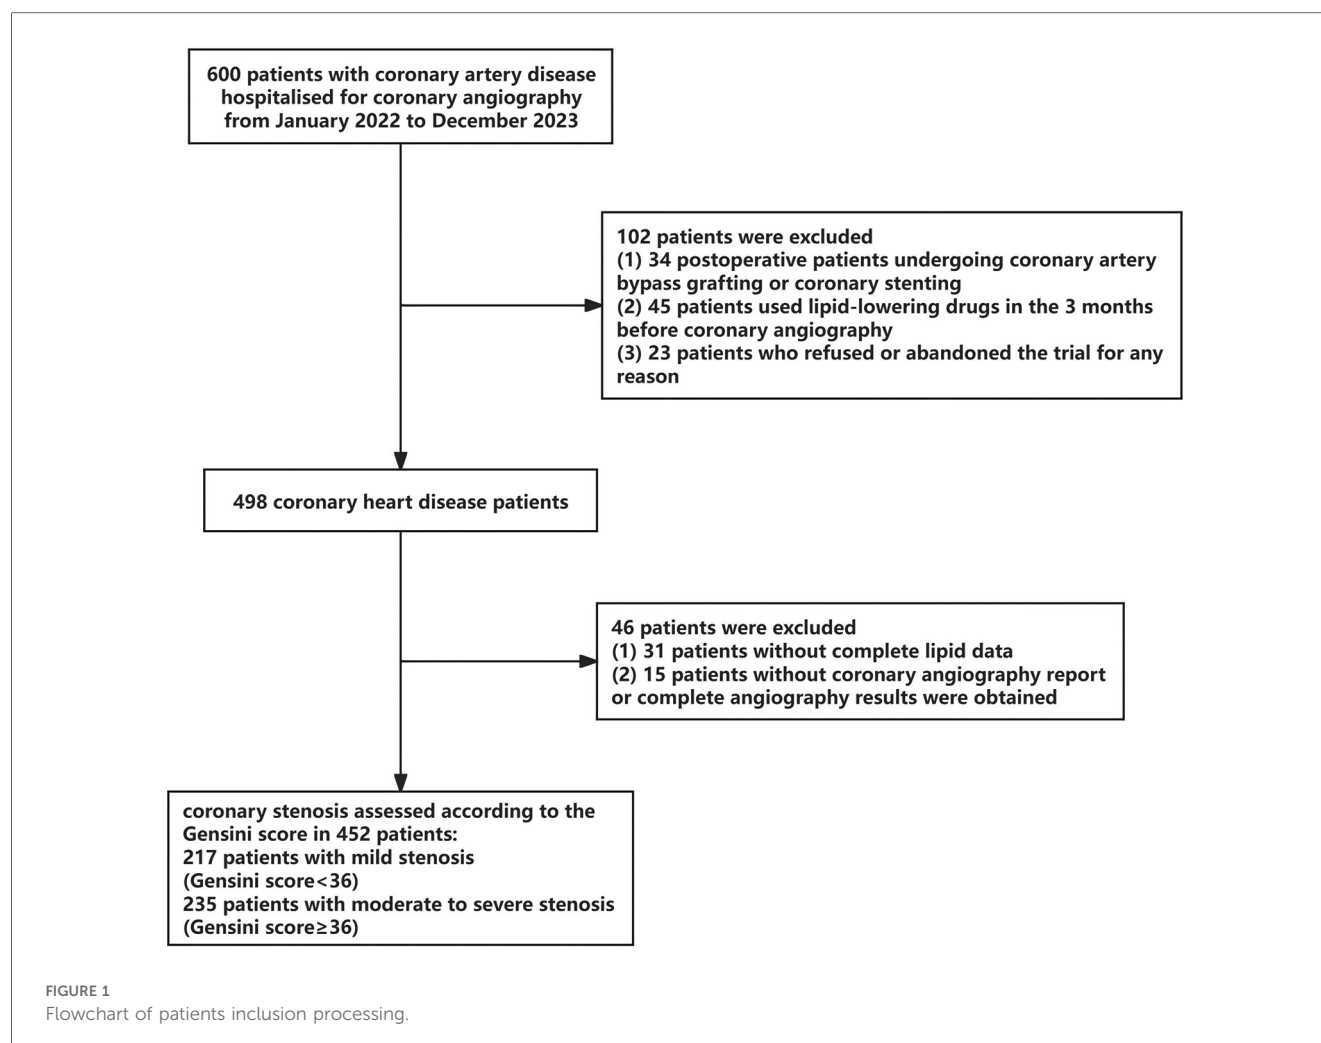 600 patients with coronary artery disease
hospitalised for coronary angiography
from January 2022 to December 2023
102 patients were excluded
(1) 34 postoperative patients undergoing coronary artery
bypass grafting or coronary stenting
(2) 45 patients used lipid-lowering drugs in the 3 months
before coronary angiography
(3) 23 patients who refused or abandoned the trial for any
reason
498 coronary heart disease patients
46 patients were excluded
(1) 31 patients without complete lipid data
(2) 15 patients without coronary angiography report
or complete angiography results were obtained
coronary stenosis assessed according to the
Gensini score in 452 patients:
217 patients with mild stenosis
(Gensini score<36)
235 patients with moderate to severe stenosis
(Gensini score≥36)
FIGURE 1
Flowchart of patients inclusion processing.